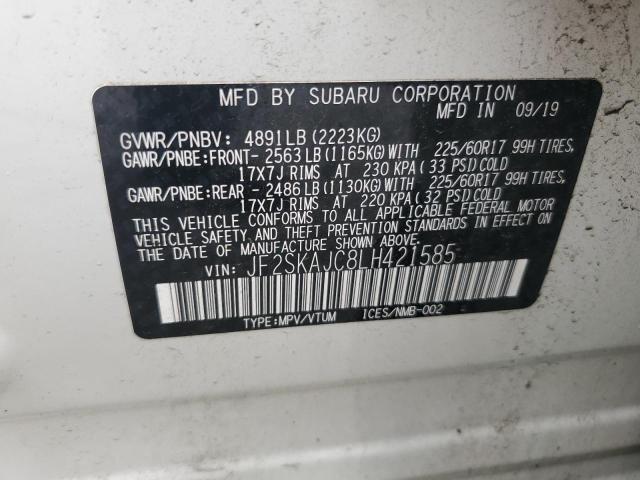 MFD BY SUBARU CORPORATION
MFD IN 09/19
GVWR/PNBV: 4891LB(2223KG)
GAWR/PNBE:FRONT- 2563LB(1165KG)WITH 225/60R17 99H TIRES,
17X7J RIMS AT 230 KPA(33 PSI)COLD
GAWR/PNBE:REAR - 2486LB(1130KG)WITH 225/60R17 99H TIRES,
17X7J RIMS AT 220 KPA(32 PSI)COLD
THIS VEHICLE CONFORMS TO ALL APPLICABLE FEDERAL MOTOR
VEHICLE SAFETY AND THEFT PREVENTION STANDARDS IN EFFECT ON
THE DATE OF MANUFACTURE SHOWN ABOVE.
VIN: JF2SKAJC8LH421585
TYPE:MPV/VTUM ICES/NMB-002